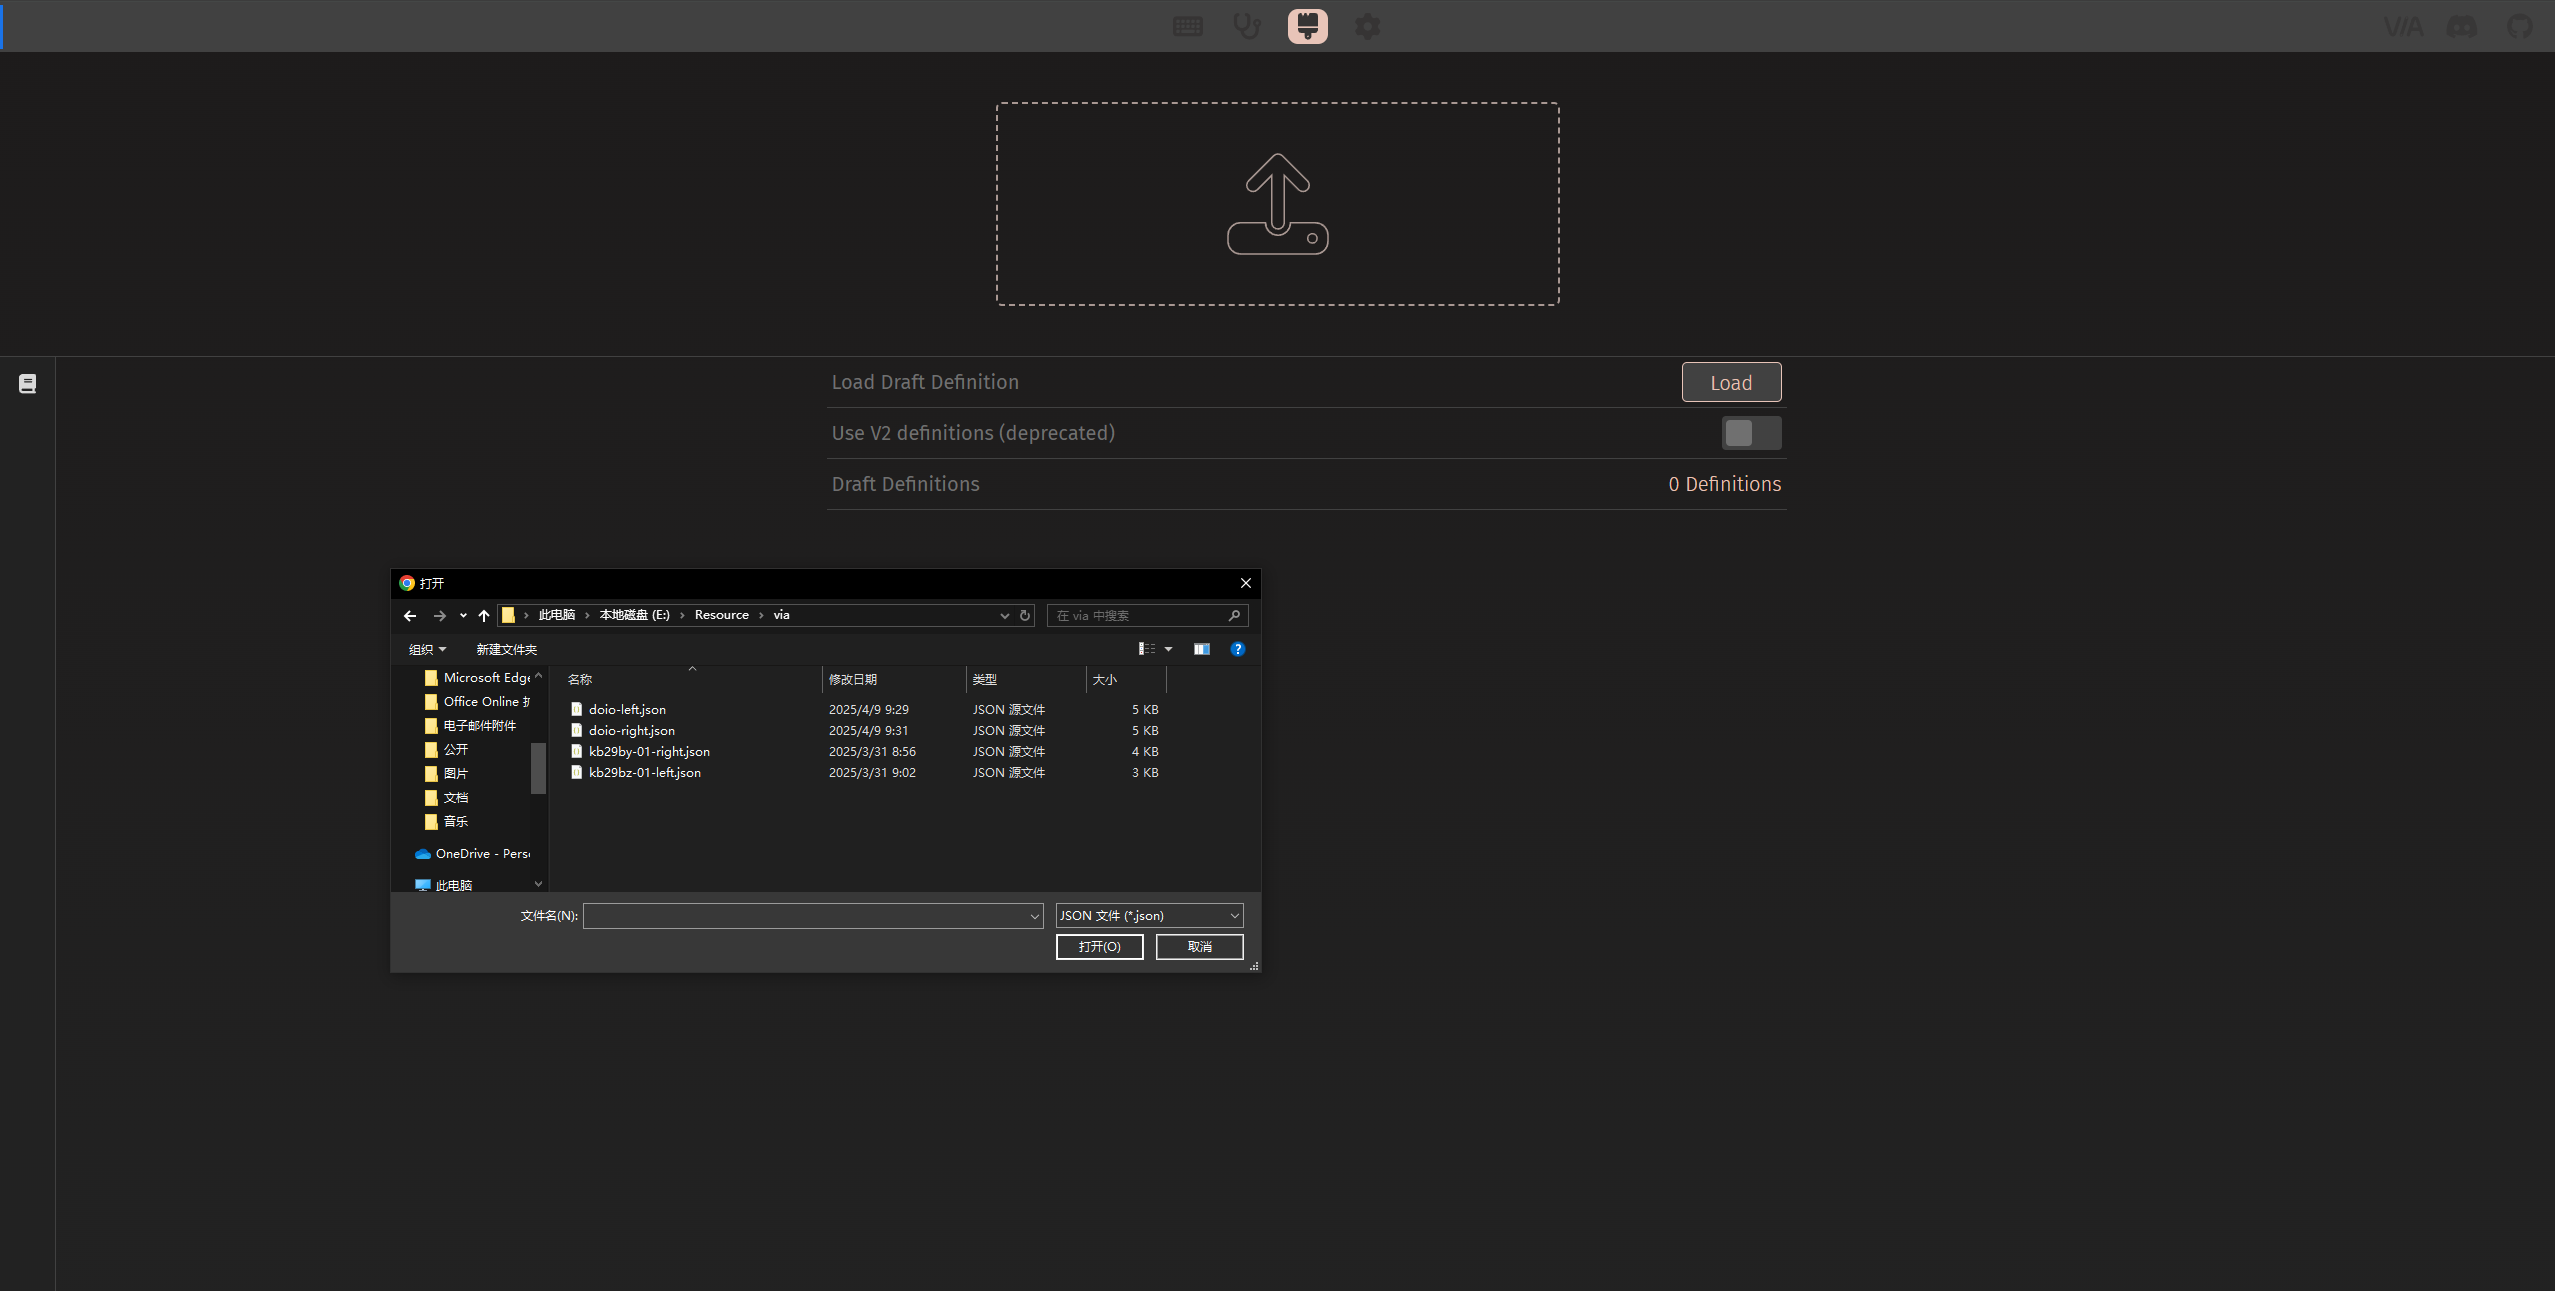 VIA
Load Draft Definition
Load
Use V2 definitions (deprecated)
Draft Definitions
0 Definitions
打开
此电脑 › 本地磁盘 (E:) › Resource › via
在 via 中搜索
组织
新建文件夹
Microsoft Edge
Office Online
电子邮件附件
公开
图片
文档
音乐
OneDrive - Pers
此电脑
名称 修改日期 类型 大小
doio-left.json 2025/4/9 9:29 JSON 源文件 5 KB
doio-right.json 2025/4/9 9:31 JSON 源文件 5 KB
kb29by-01-right.json 2025/3/31 8:56 JSON 源文件 4 KB
kb29bz-01-left.json 2025/3/31 9:02 JSON 源文件 3 KB
文件名(N):
JSON 文件 (*.json)
打开(O)
取消